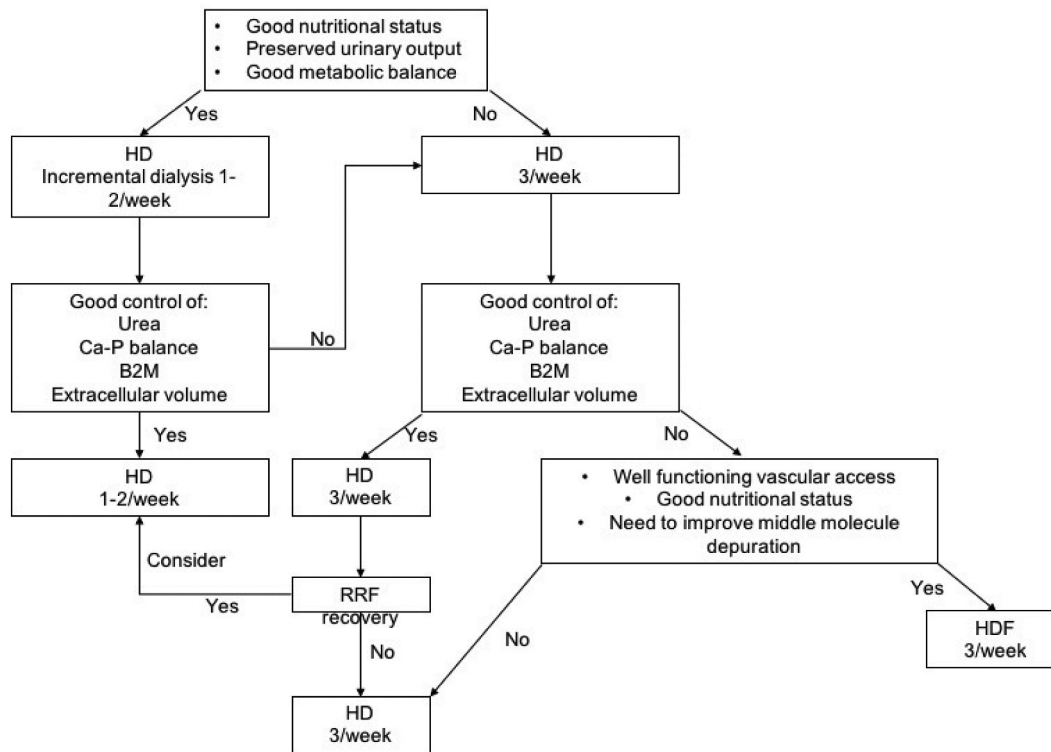 • Good nutritional status
• Preserved urinary output
• Good metabolic balance
Yes
No
HD
Incremental dialysis 1-
2/week
HD
3/week
Good control of:
Urea
Ca-P balance
B2M
Extracellular volume
No
Good control of:
Urea
Ca-P balance
B2M
Extracellular volume
Yes
Yes
No
HD
1-2/week
HD
3/week
• Well functioning vascular access
• Good nutritional status
• Need to improve middle molecule
depuration
Consider
Yes
RRF
recovery
Yes
No
No
HDF
3/week
HD
3/week